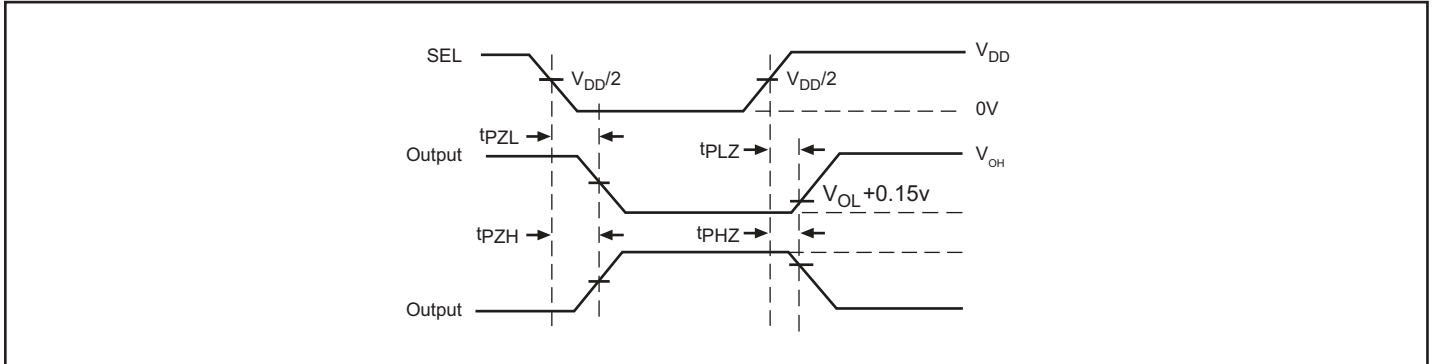 SEL
V_DD/2
V_DD/2
V_DD
0V
tPZL
tPLZ
Output
V_OH
V_OL +0.15v
tPZH
tPHZ
Output